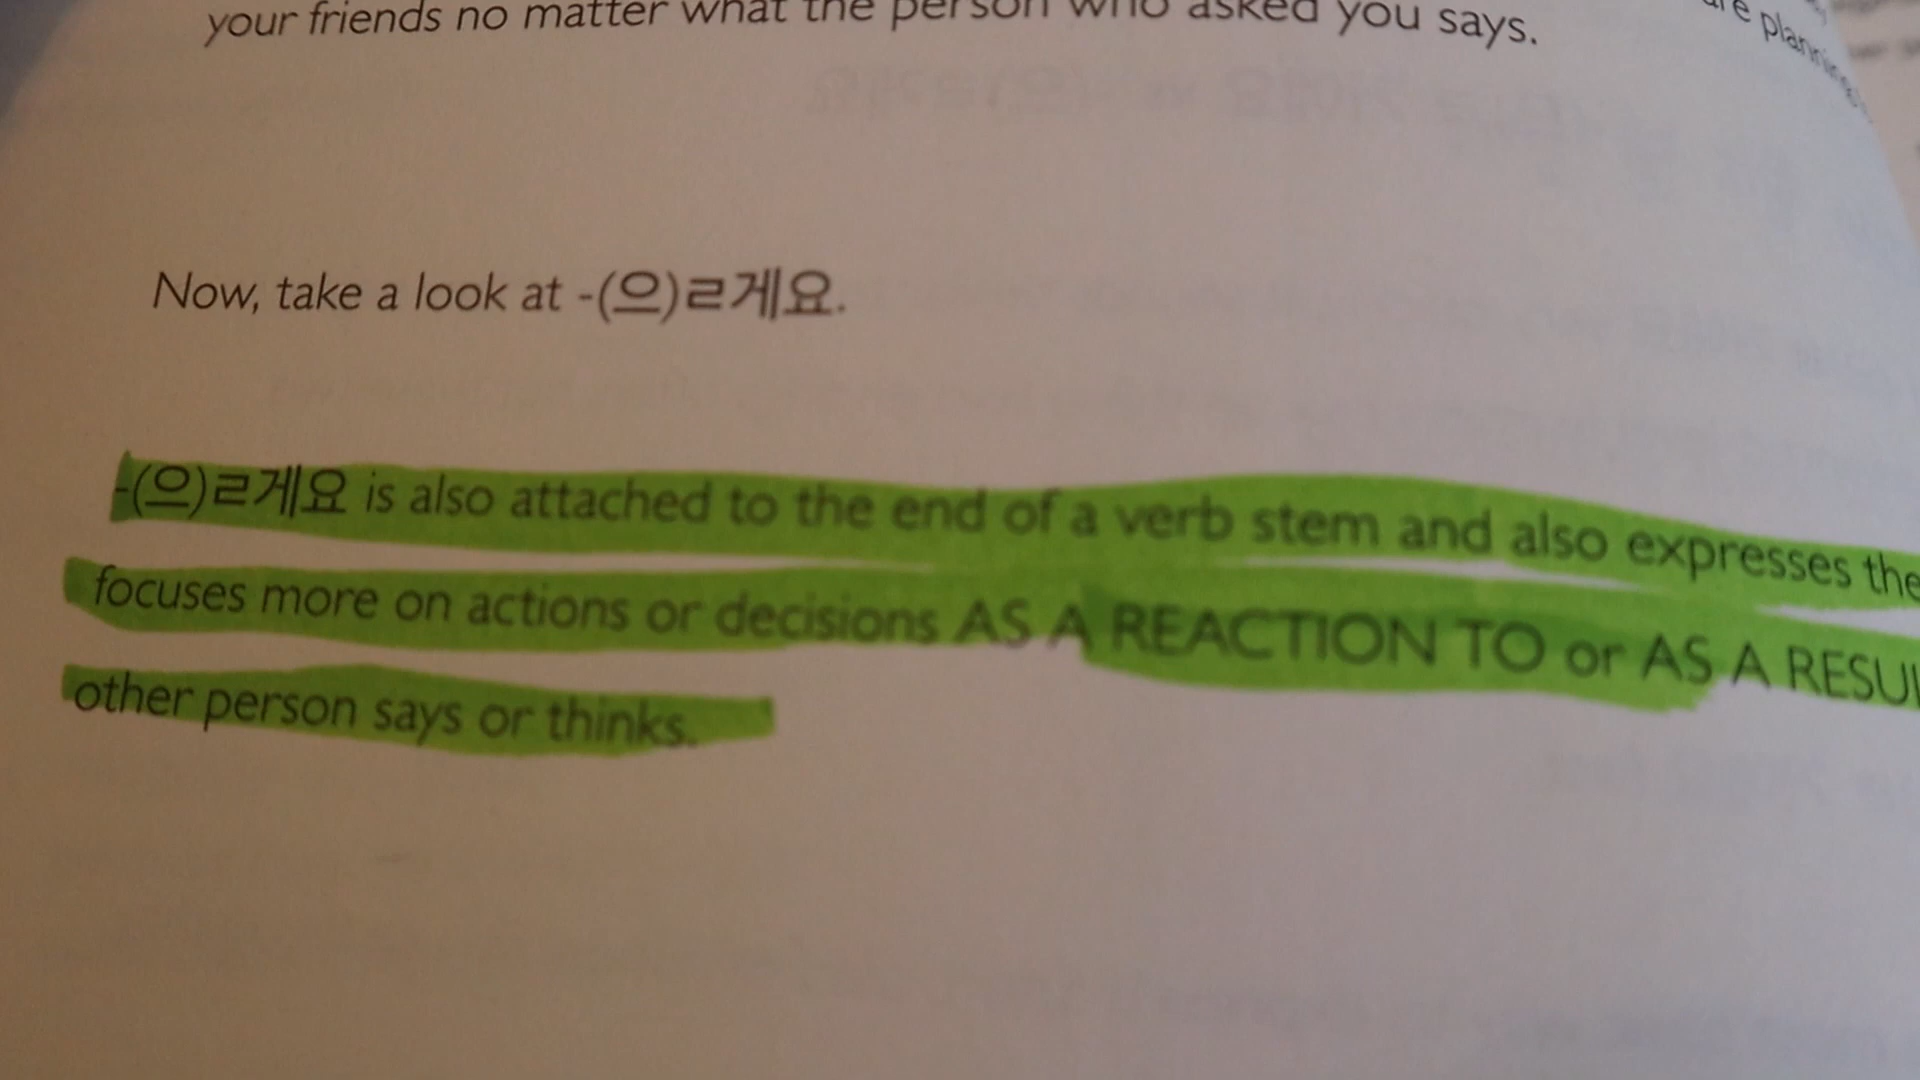 your friends no matter what the person who asked you says.
planning
Now, take a look at -(으)ㄹ게요.
-(으)ㄹ게요 is also attached to the end of a verb stem and also expresses the
focuses more on actions or decisions AS A REACTION TO or AS A RESU
other person says or thinks.